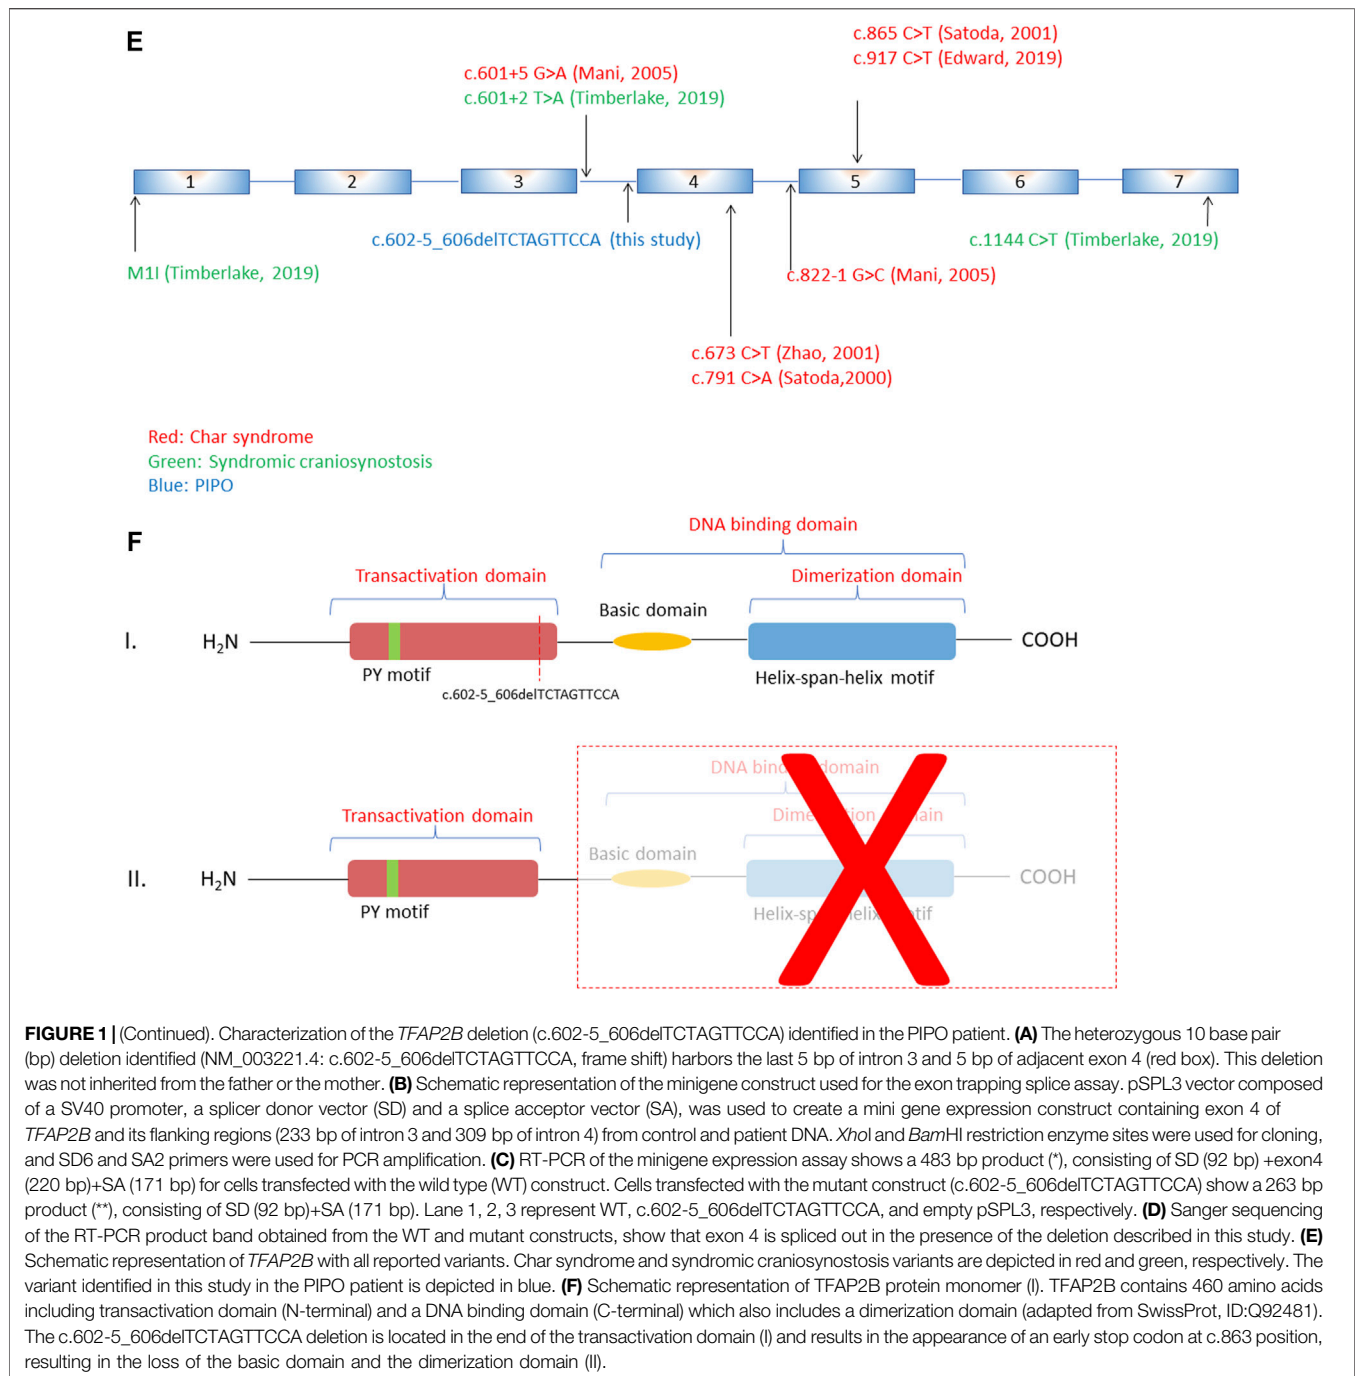 E
c.865 C>T (Satoda, 2001)
c.917 C>T (Edward, 2019)
c.601+5 G>A (Mani, 2005)
c.601+2 T>A (Timberlake, 2019)
1 2 3 4 5 6 7
c.602-5_606delTCTAGTTCCA (this study)
c.1144 C>T (Timberlake, 2019)
M1I (Timberlake, 2019)
c.822-1 G>C (Mani, 2005)
c.673 C>T (Zhao, 2001)
c.791 C>A (Satoda,2000)
Red: Char syndrome
Green: Syndromic craniosynostosis
Blue: PIPO
F
DNA binding domain
Transactivation domain
Dimerization domain
Basic domain
I.
H₂N
COOH
PY motif
Helix-span-helix motif
c.602-5_606delTCTAGTTCCA
DNA binding domain
Transactivation domain
Dimerization domain
Basic domain
II.
H₂N
COOH
PY motif
Helix-span-helix motif
FIGURE 1 | (Continued). Characterization of the TFAP2B deletion (c.602-5_606delTCTAGTTCCA) identified in the PIPO patient. (A) The heterozygous 10 base pair
(bp) deletion identified (NM_003221.4: c.602-5_606delTCTAGTTCCA, frame shift) harbors the last 5 bp of intron 3 and 5 bp of adjacent exon 4 (red box). This deletion
was not inherited from the father or the mother. (B) Schematic representation of the minigene construct used for the exon trapping splice assay. pSPL3 vector composed
of a SV40 promoter, a splicer donor vector (SD) and a splice acceptor vector (SA), was used to create a mini gene expression construct containing exon 4 of
TFAP2B and its flanking regions (233 bp of intron 3 and 309 bp of intron 4) from control and patient DNA. XhoI and BamHI restriction enzyme sites were used for cloning,
and SD6 and SA2 primers were used for PCR amplification. (C) RT-PCR of the minigene expression assay shows a 483 bp product (*), consisting of SD (92 bp) +exon4
(220 bp)+SA (171 bp) for cells transfected with the wild type (WT) construct. Cells transfected with the mutant construct (c.602-5_606delTCTAGTTCCA) show a 263 bp
product (**), consisting of SD (92 bp)+SA (171 bp). Lane 1, 2, 3 represent WT, c.602-5_606delTCTAGTTCCA, and empty pSPL3, respectively. (D) Sanger sequencing
of the RT-PCR product band obtained from the WT and mutant constructs, show that exon 4 is spliced out in the presence of the deletion described in this study. (E)
Schematic representation of TFAP2B with all reported variants. Char syndrome and syndromic craniosynostosis variants are depicted in red and green, respectively. The
variant identified in this study in the PIPO patient is depicted in blue. (F) Schematic representation of TFAP2B protein monomer (I). TFAP2B contains 460 amino acids
including transactivation domain (N-terminal) and a DNA binding domain (C-terminal) which also includes a dimerization domain (adapted from SwissProt, ID:Q92481).
The c.602-5_606delTCTAGTTCCA deletion is located in the end of the transactivation domain (I) and results in the appearance of an early stop codon at c.863 position,
resulting in the loss of the basic domain and the dimerization domain (II).